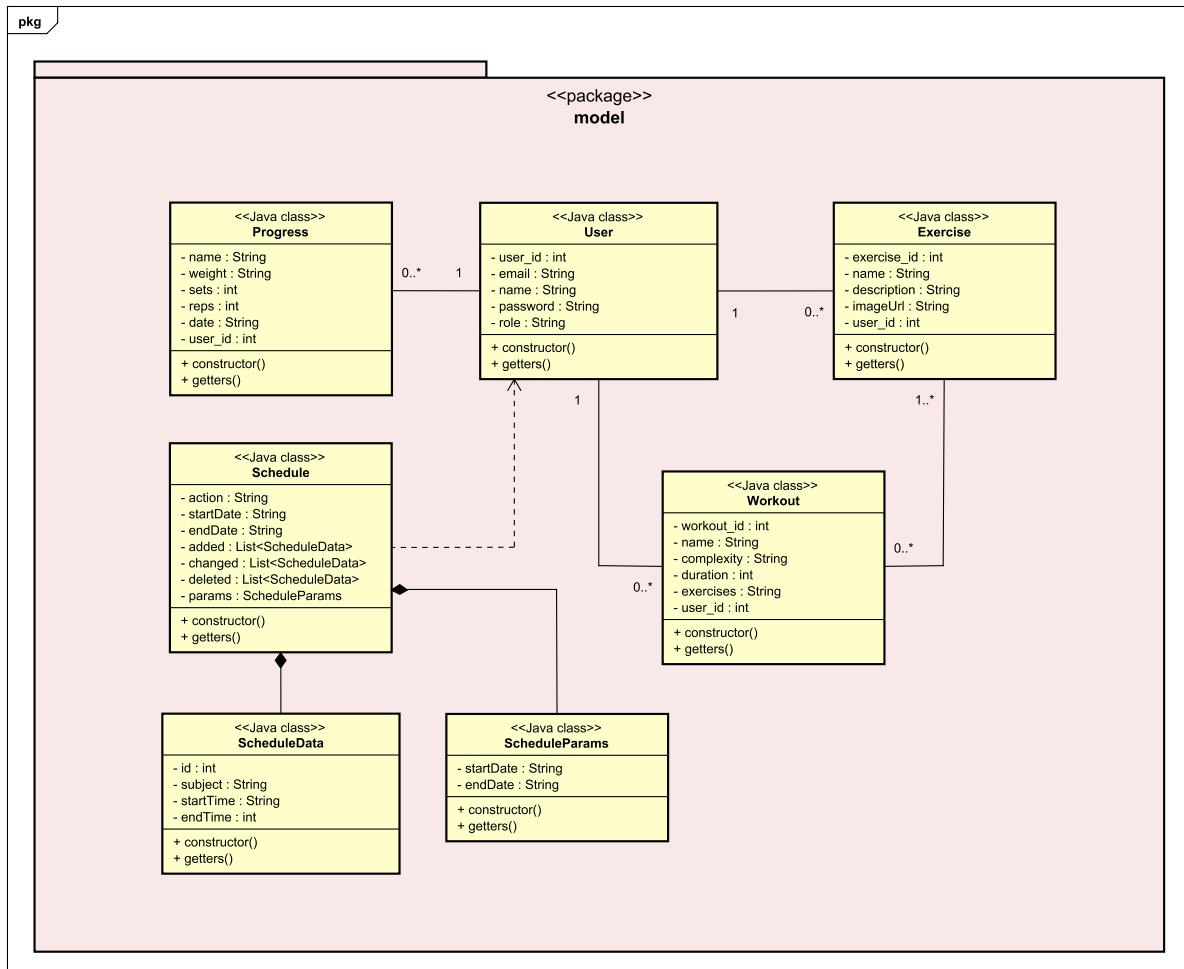 pkg
<<package>>
model
<<Java class>>
Progress
- name : String
- weight : String
- sets : int
- reps : int
- date : String
- user_id : int
+ constructor()
+ getters()
0..*
1
<<Java class>>
User
- user_id : int
- email : String
- name : String
- password : String
- role : String
+ constructor()
+ getters()
1
0..*
<<Java class>>
Exercise
- exercise_id : int
- name : String
- description : String
- imageUrl : String
- user_id : int
+ constructor()
+ getters()
1
1..*
<<Java class>>
Schedule
- action : String
- startDate : String
- endDate : String
- added : List<ScheduleData>
- changed : List<ScheduleData>
- deleted : List<ScheduleData>
- params : ScheduleParams
+ constructor()
+ getters()
<<Java class>>
Workout
- workout_id : int
- name : String
- complexity : String
- duration : int
- exercises : String
- user_id : int
+ constructor()
+ getters()
0..*
0..*
<<Java class>>
ScheduleData
- id : int
- subject : String
- startTime : String
- endTime : int
+ constructor()
+ getters()
<<Java class>>
ScheduleParams
- startDate : String
- endDate : String
+ constructor()
+ getters()